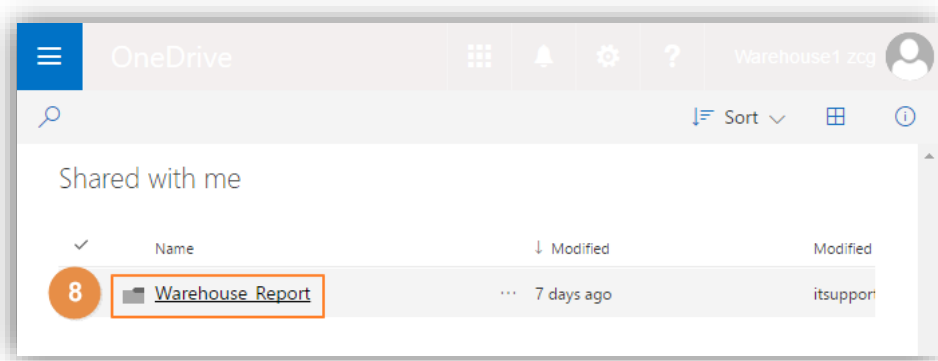 OneDrive ? Warehouse1 zcg
Sort
Shared with me
Name ↓ Modified Modified
8 Warehouse_Report ... 7 days ago itsupport